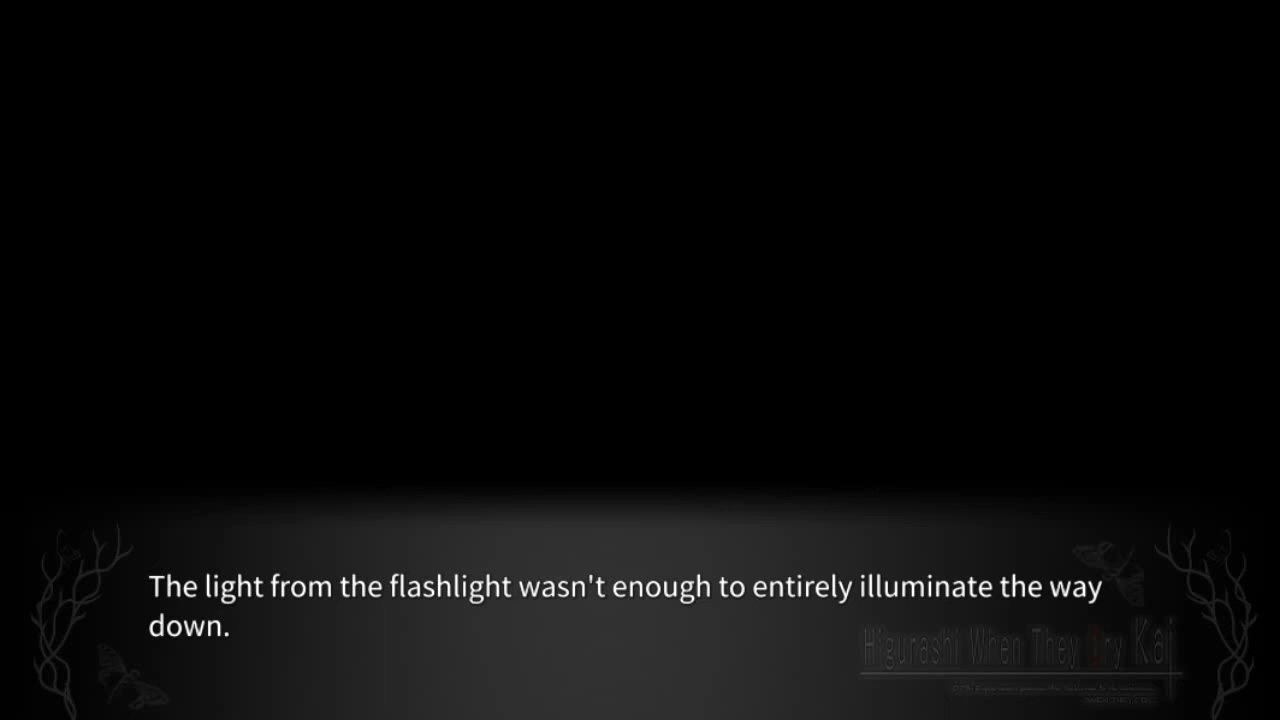 The light from the flashlight wasn't enough to entirely illuminate the way
down.
Higurashi When They Cry Kai